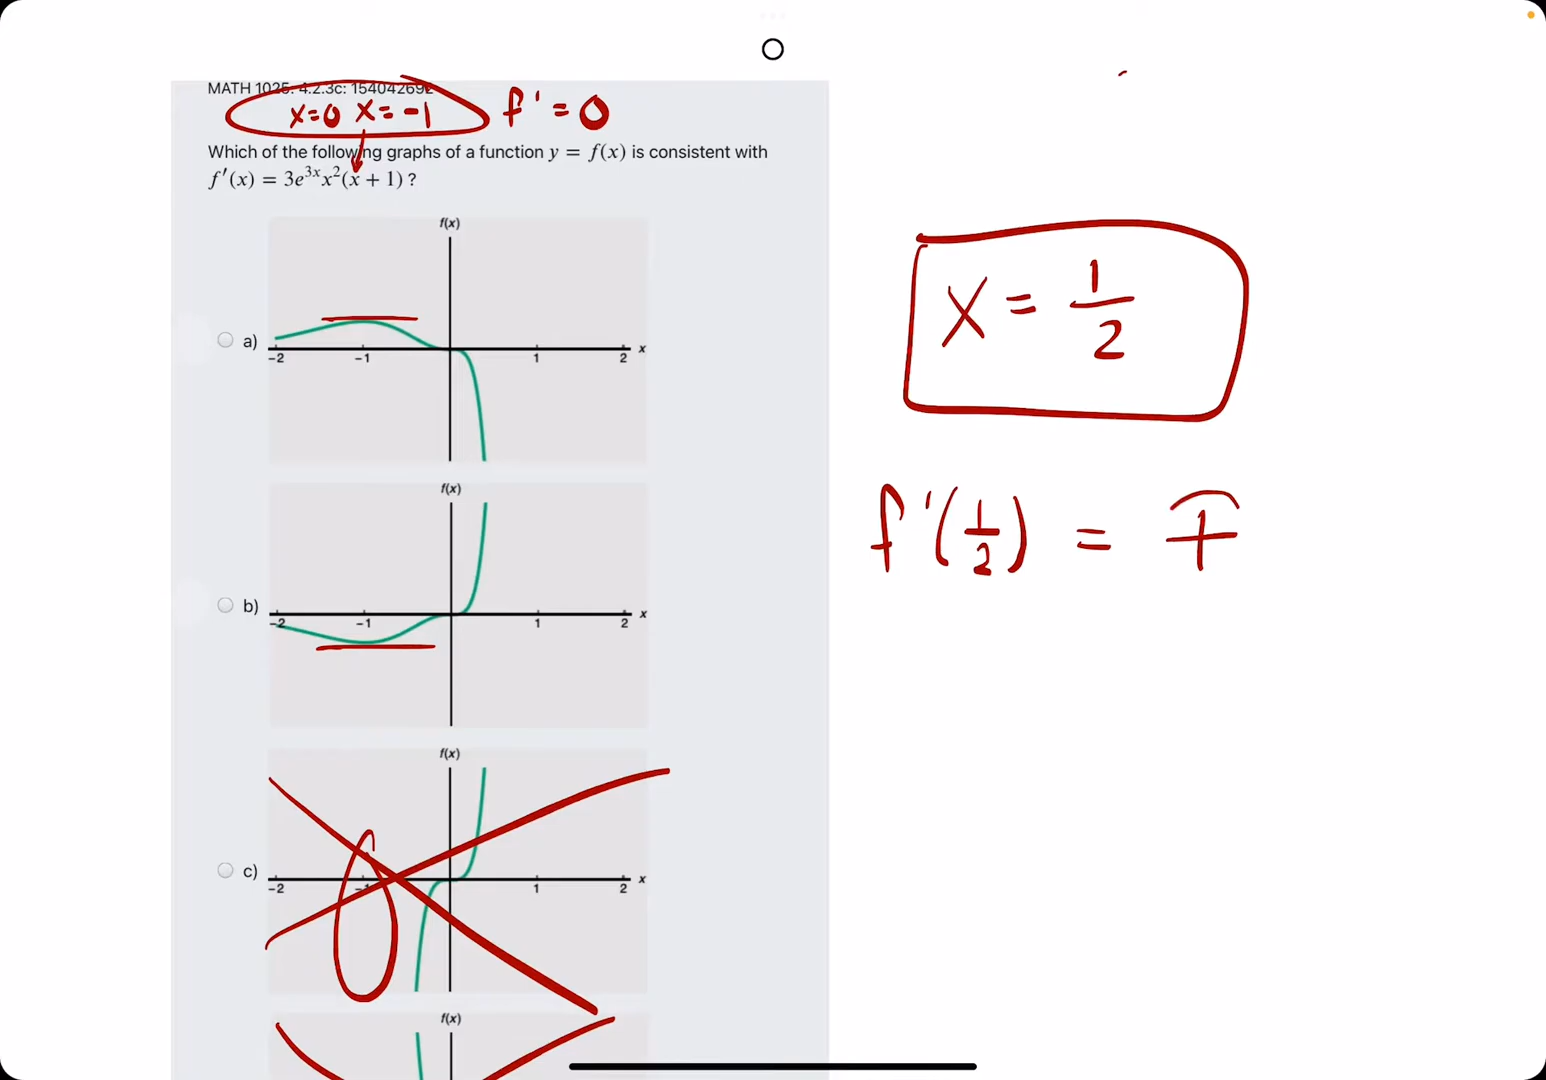 MATH 1025: 4.2.3c: 15404269
x=0 x=-1 f'=0
Which of the following graphs of a function y = f(x) is consistent with
f'(x) = 3e^{3x}x^2(x + 1) ?
f(x)
a)
-2 -1 1 2 x
x = 1/2
f(x)
f'(1/2) = +
b)
-2 -1 1 2 x
f(x)
c)
-2 -1 1 2 x
f(x)